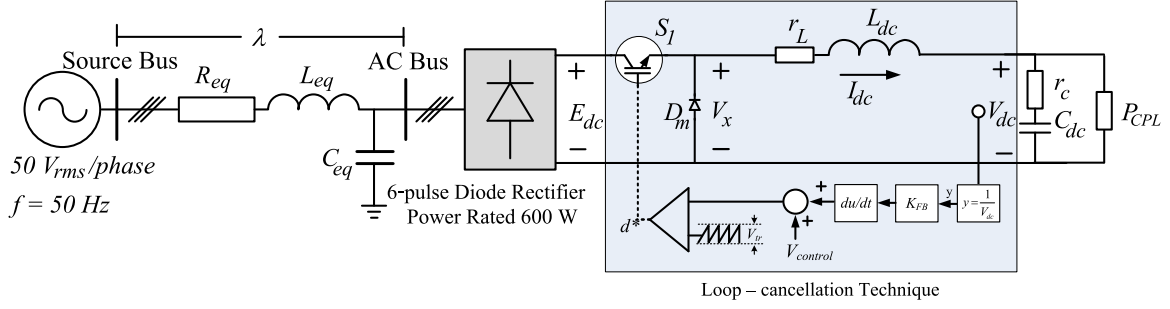 λ
Source Bus
AC Bus
R_eq
L_eq
C_eq
50 V_rms/phase
f = 50 Hz
6-pulse Diode Rectifier
Power Rated 600 W
+
E_dc
−
S_1
D_m
+
V_x
−
r_L
L_dc
I_dc
+
V_dc
−
r_c
C_dc
P_CPL
d*
V_tr
+
+
V_control
du/dt
K_FB
y
y = 1/V_dc
Loop – cancellation Technique